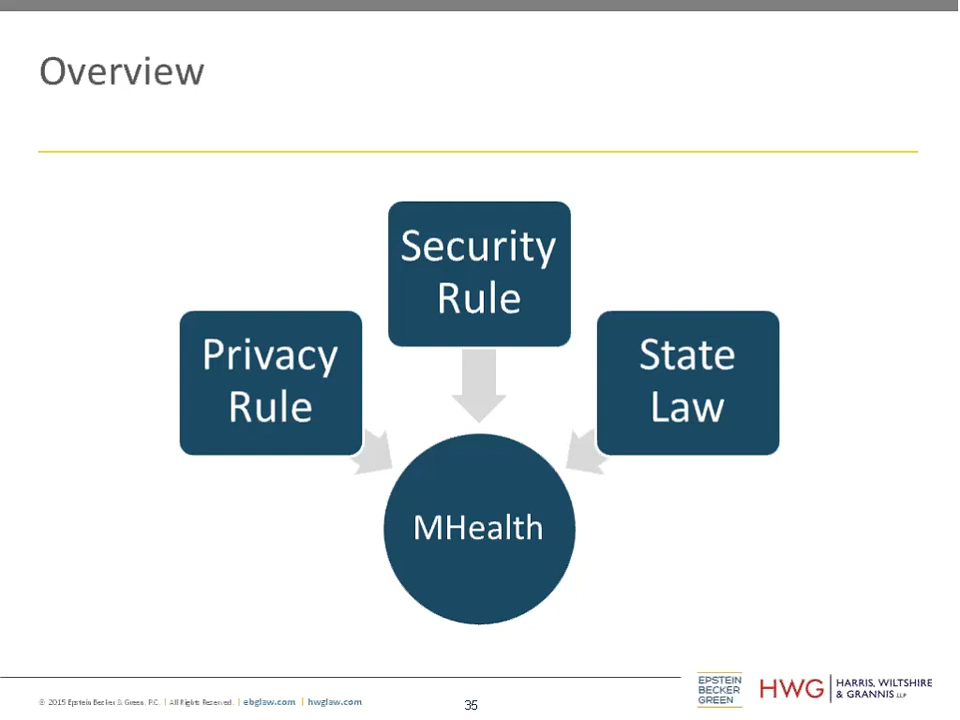 Overview
Security
Rule
Privacy
Rule
State
Law
MHealth
© 2015 Epstein Becker & Green, P.C. | All Rights Reserved. | ebglaw.com | hwglaw.com
35
EPSTEIN
BECKER
GREEN
HWG
HARRIS, WILTSHIRE
& GRANNIS LLP